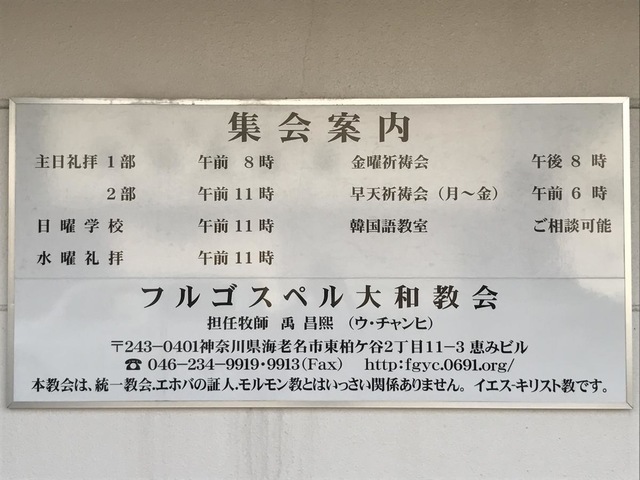 集会案内
主日礼拝 1部 午前 8時 金曜祈祷会 午後 8 時
2部 午前 11時 早天祈祷会（月〜金） 午前 6 時
日曜学校 午前 11時 韓国語教室 ご相談可能
水曜礼拝 午前 11時
フルゴスペル大和教会
担任牧師 禹 昌熙 （ウ・チャンヒ）
〒243-0401神奈川県海老名市東柏ケ谷2丁目11-3 恵みビル
☎ 046-234-9919・9913(Fax) http:fgyc.0691.org/
本教会は、統一教会.エホバの証人.モルモン教とはいっさい関係ありません。 イエス-キリスト教です。